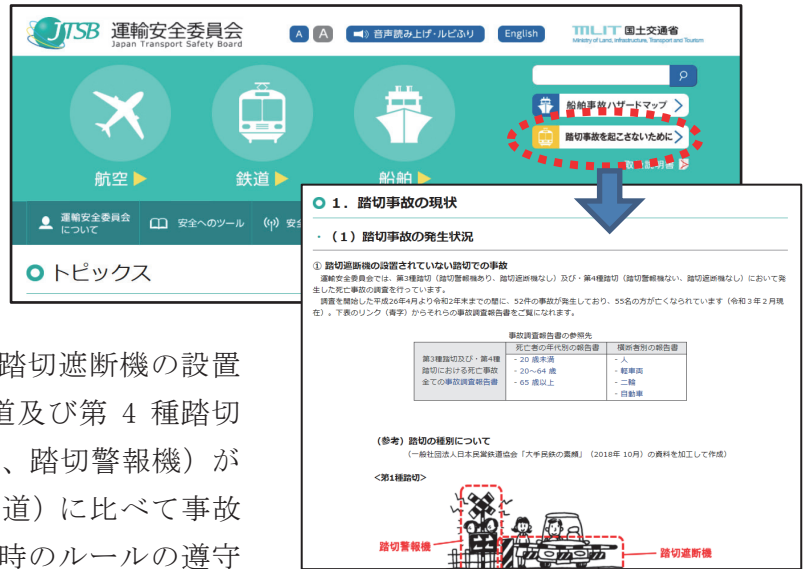 JTSB 運輸安全委員会
Japan Transport Safety Board
A A 音声読み上げ・ルビふり English
MLIT 国土交通省
Ministry of Land, Infrastructure, Transport and Tourism
船舶事故ハザードマップ
踏切事故を起こさないために
航空 鉄道 船舶
運輸安全委員会
について
安全へのツール
トピックス
1. 踏切事故の現状
・(1)踏切事故の発生状況
① 踏切遮断機の設置されていない踏切での事故
運輸安全委員会では、第3種踏切(踏切警報機あり、踏切遮断機なし)及び・第4種踏切(踏切警報機ない、踏切遮断機なし)において発
生した死亡事故の調査を行っています。
調査を開始した平成26年4月より令和2年末までの間に、52件の事故が発生しており、55名の方が亡くなられています(令和3年2月現
在)。下表のリンク(青字)からそれらの事故調査報告書をご覧になれます。
事故調査報告書の参照先
死亡者の年代別の報告書 横断者別の報告書
第3種踏切及び・第4種
踏切における死亡事故
全ての事故調査報告書
- 20 歳未満
- 20~64 歳
- 65 歳以上
- 人
- 軽車両
- 二輪
- 自動車
(参考)踏切の種別について
(一般社団法人日本民営鉄道協会「大手民鉄の素顔」(2018年 10月)の資料を加工して作成)
<第1種踏切>
踏切警報機
踏切遮断機
踏切遮断機の設置
道及び第 4 種踏切
、踏切警報機)が
道)に比べて事故
時のルールの遵守